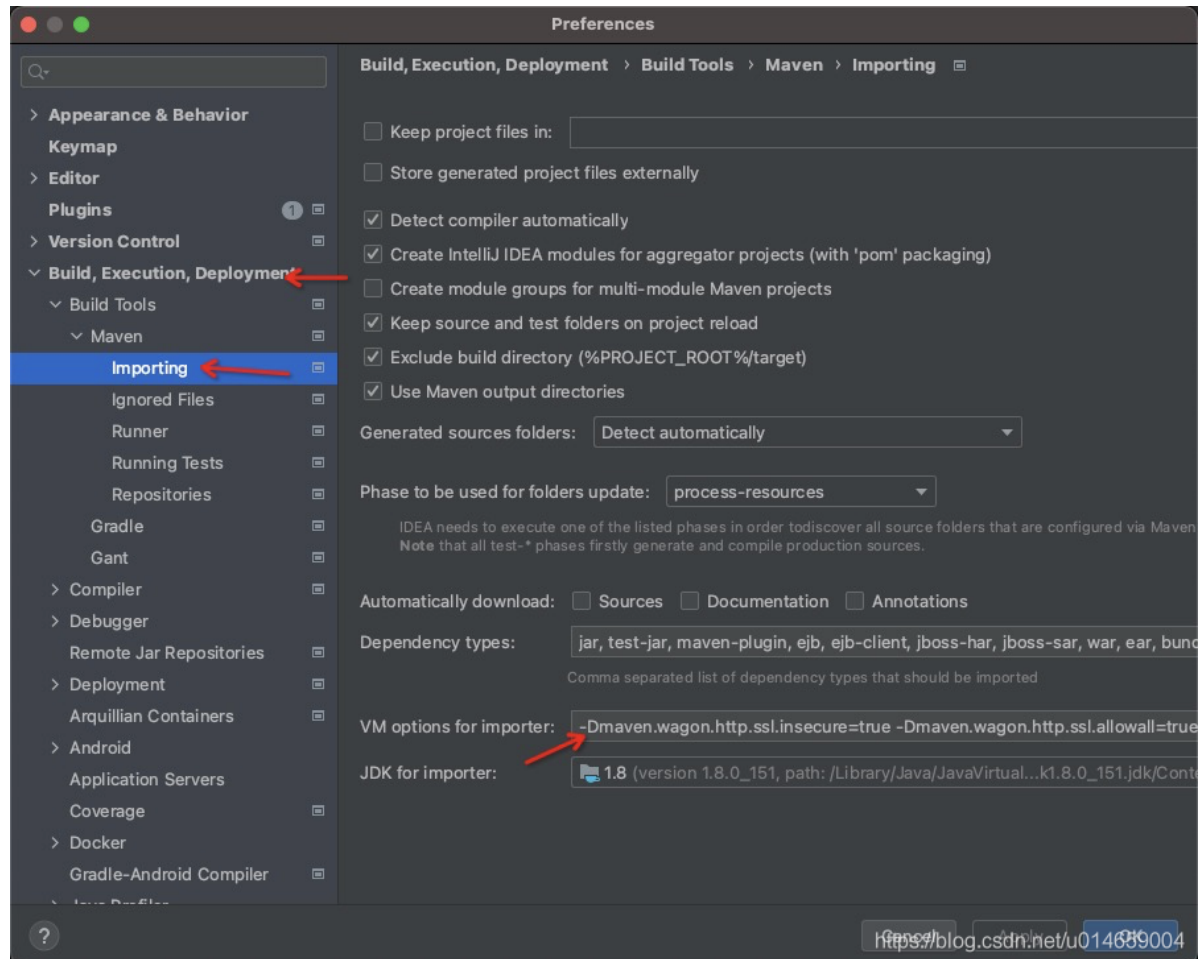 Preferences
Build, Execution, Deployment › Build Tools › Maven › Importing
Appearance & Behavior
Keymap
Editor
Plugins 1
Version Control
Build, Execution, Deployment
Build Tools
Maven
Importing
Ignored Files
Runner
Running Tests
Repositories
Gradle
Gant
Compiler
Debugger
Remote Jar Repositories
Deployment
Arquillian Containers
Android
Application Servers
Coverage
Docker
Gradle-Android Compiler
Keep project files in:
Store generated project files externally
Detect compiler automatically
Create IntelliJ IDEA modules for aggregator projects (with 'pom' packaging)
Create module groups for multi-module Maven projects
Keep source and test folders on project reload
Exclude build directory (%PROJECT_ROOT%/target)
Use Maven output directories
Generated sources folders: Detect automatically
Phase to be used for folders update: process-resources
IDEA needs to execute one of the listed phases in order todiscover all source folders that are configured via Maven
Note that all test-* phases firstly generate and compile production sources.
Automatically download: Sources Documentation Annotations
Dependency types: jar, test-jar, maven-plugin, ejb, ejb-client, jboss-har, jboss-sar, war, ear, bund
Comma separated list of dependency types that should be imported
VM options for importer: -Dmaven.wagon.http.ssl.insecure=true -Dmaven.wagon.http.ssl.allowall=true
JDK for importer: 1.8 (version 1.8.0_151, path: /Library/Java/JavaVirtual...k1.8.0_151.jdk/Conte
? Cancel Apply OK
https://blog.csdn.net/u014659004